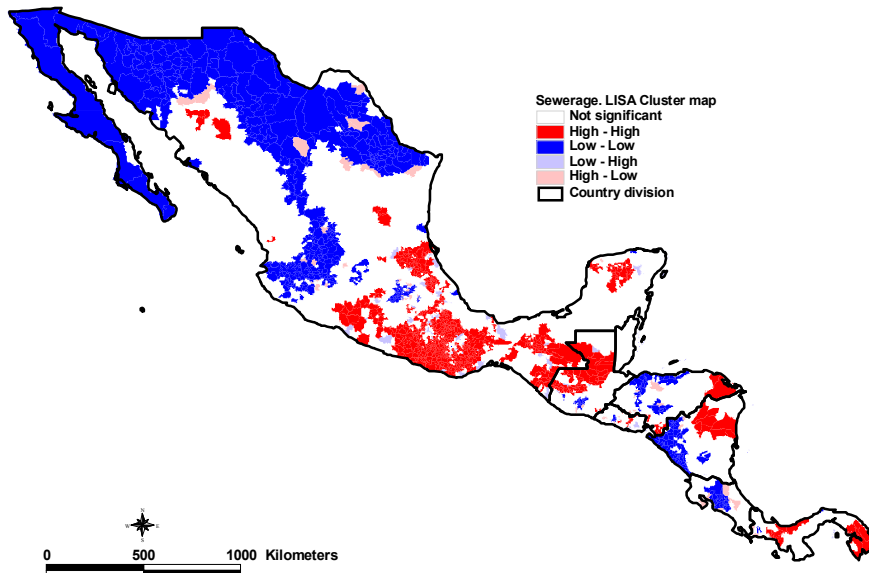 Sewerage. LISA Cluster map
Not significant
High - High
Low - Low
Low - High
High - Low
Country division
N
W E
S
0 500 1000 Kilometers